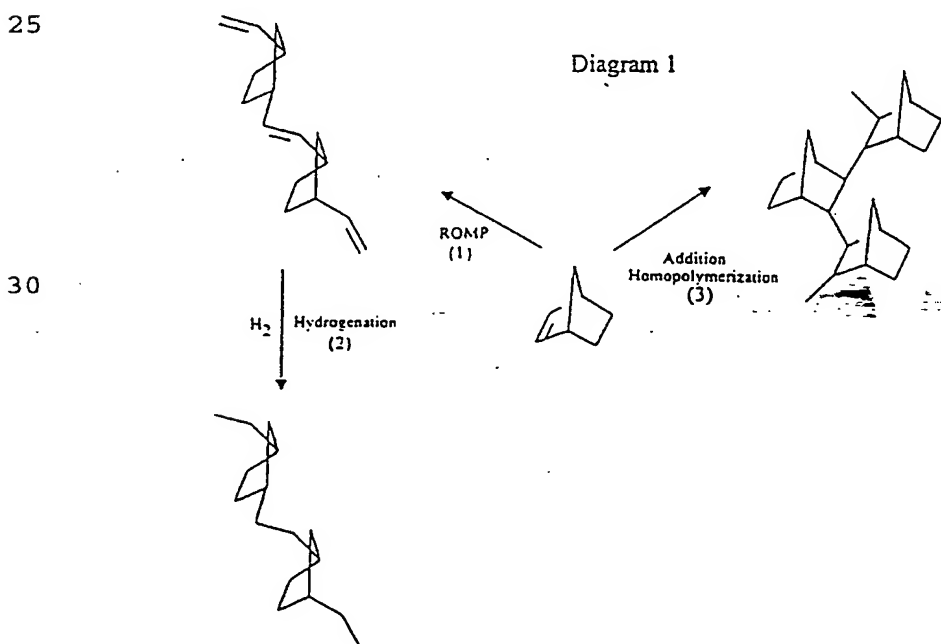 25
Diagram 1
ROMP
(1)
Addition
Homopolymerization
(3)
30
H₂ Hydrogenation
(2)